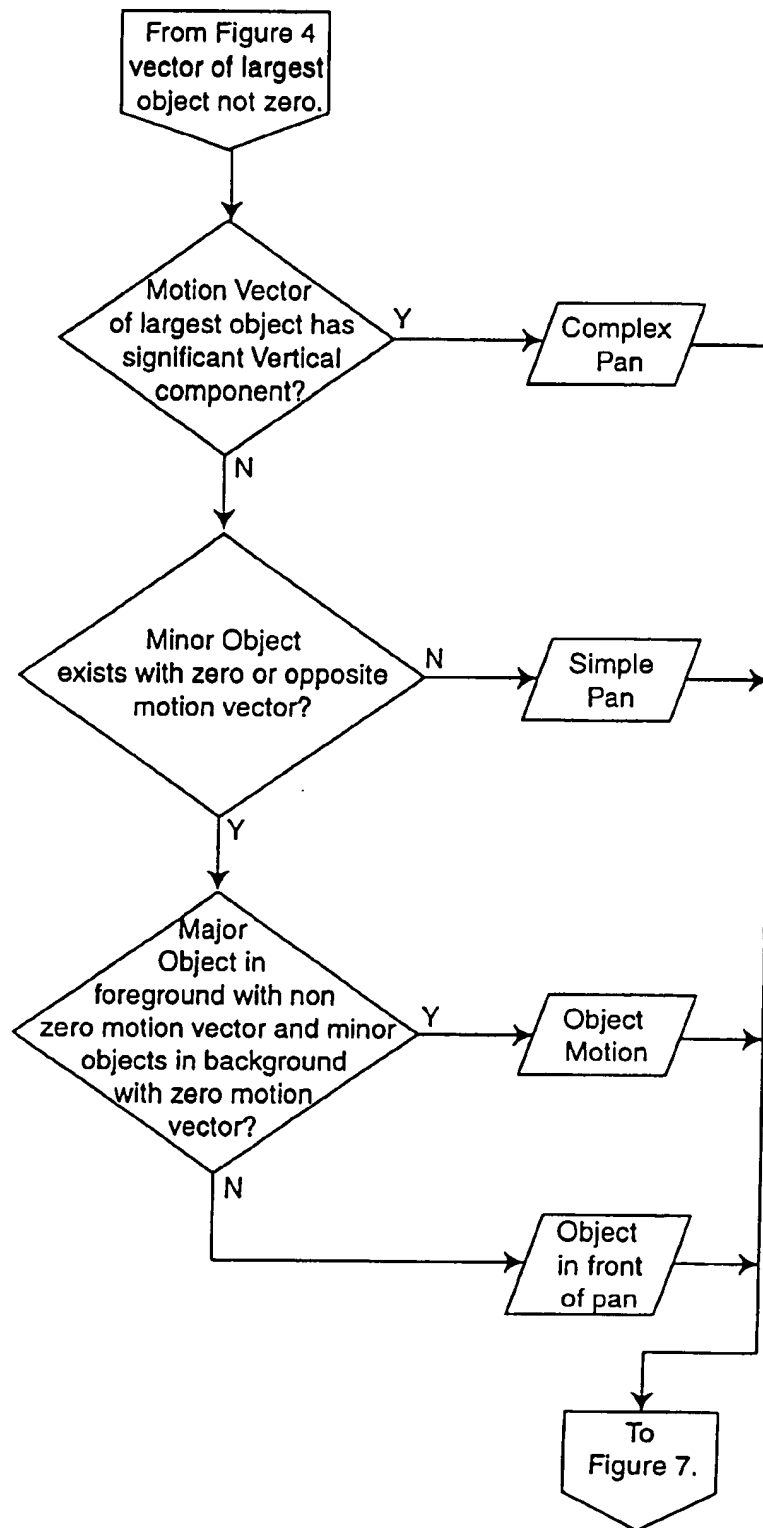 From Figure 4
vector of largest
object not zero.
Motion Vector
of largest object has
significant Vertical
component?
Y
Complex
Pan
N
Minor Object
exists with zero or opposite
motion vector?
N
Simple
Pan
Y
Major
Object in
foreground with non
zero motion vector and minor
objects in background
with zero motion
vector?
Y
Object
Motion
N
Object
in front
of pan
To
Figure 7.